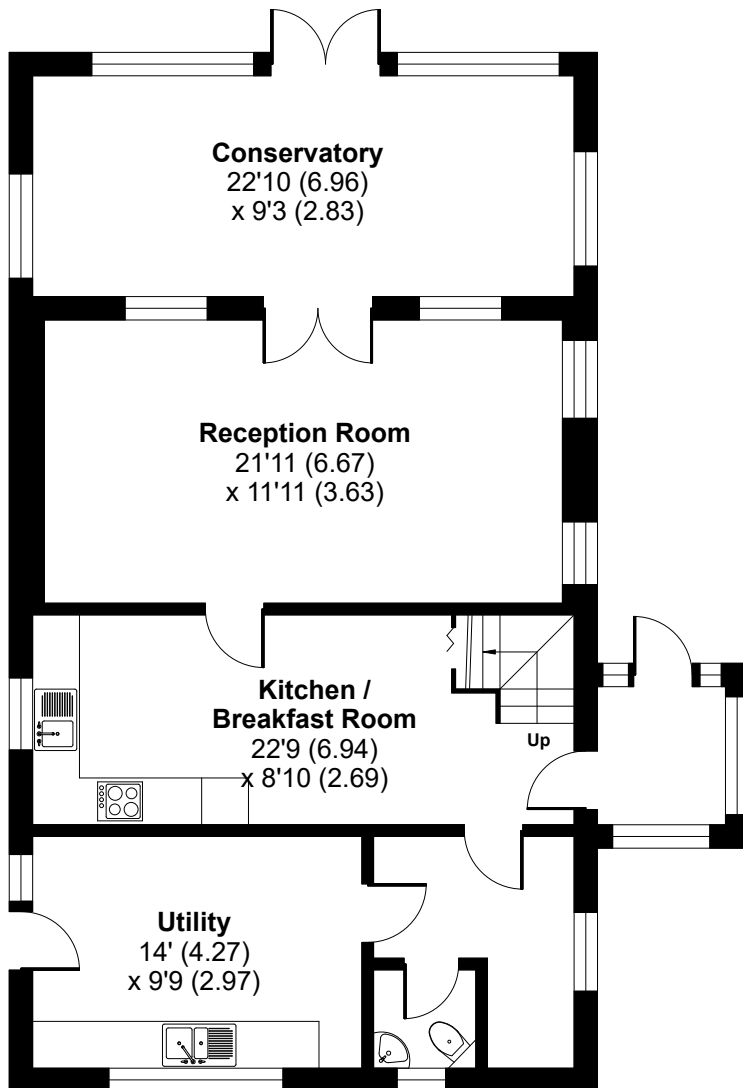 Conservatory
22'10 (6.96)
x 9'3 (2.83)
Reception Room
21'11 (6.67)
x 11'11 (3.63)
Kitchen /
Breakfast Room
22'9 (6.94)
x 8'10 (2.69)
Up
Utility
14' (4.27)
x 9'9 (2.97)